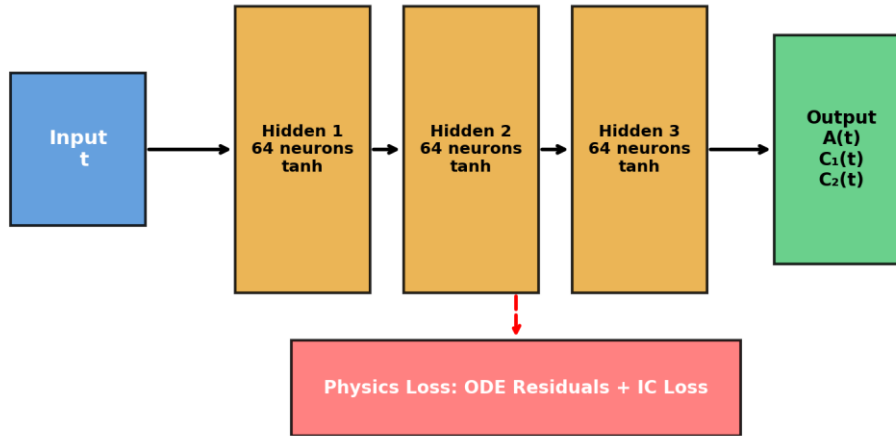 Input
t
Hidden 1
64 neurons
tanh
Hidden 2
64 neurons
tanh
Hidden 3
64 neurons
tanh
Output
A(t)
C₁(t)
C₂(t)
Physics Loss: ODE Residuals + IC Loss